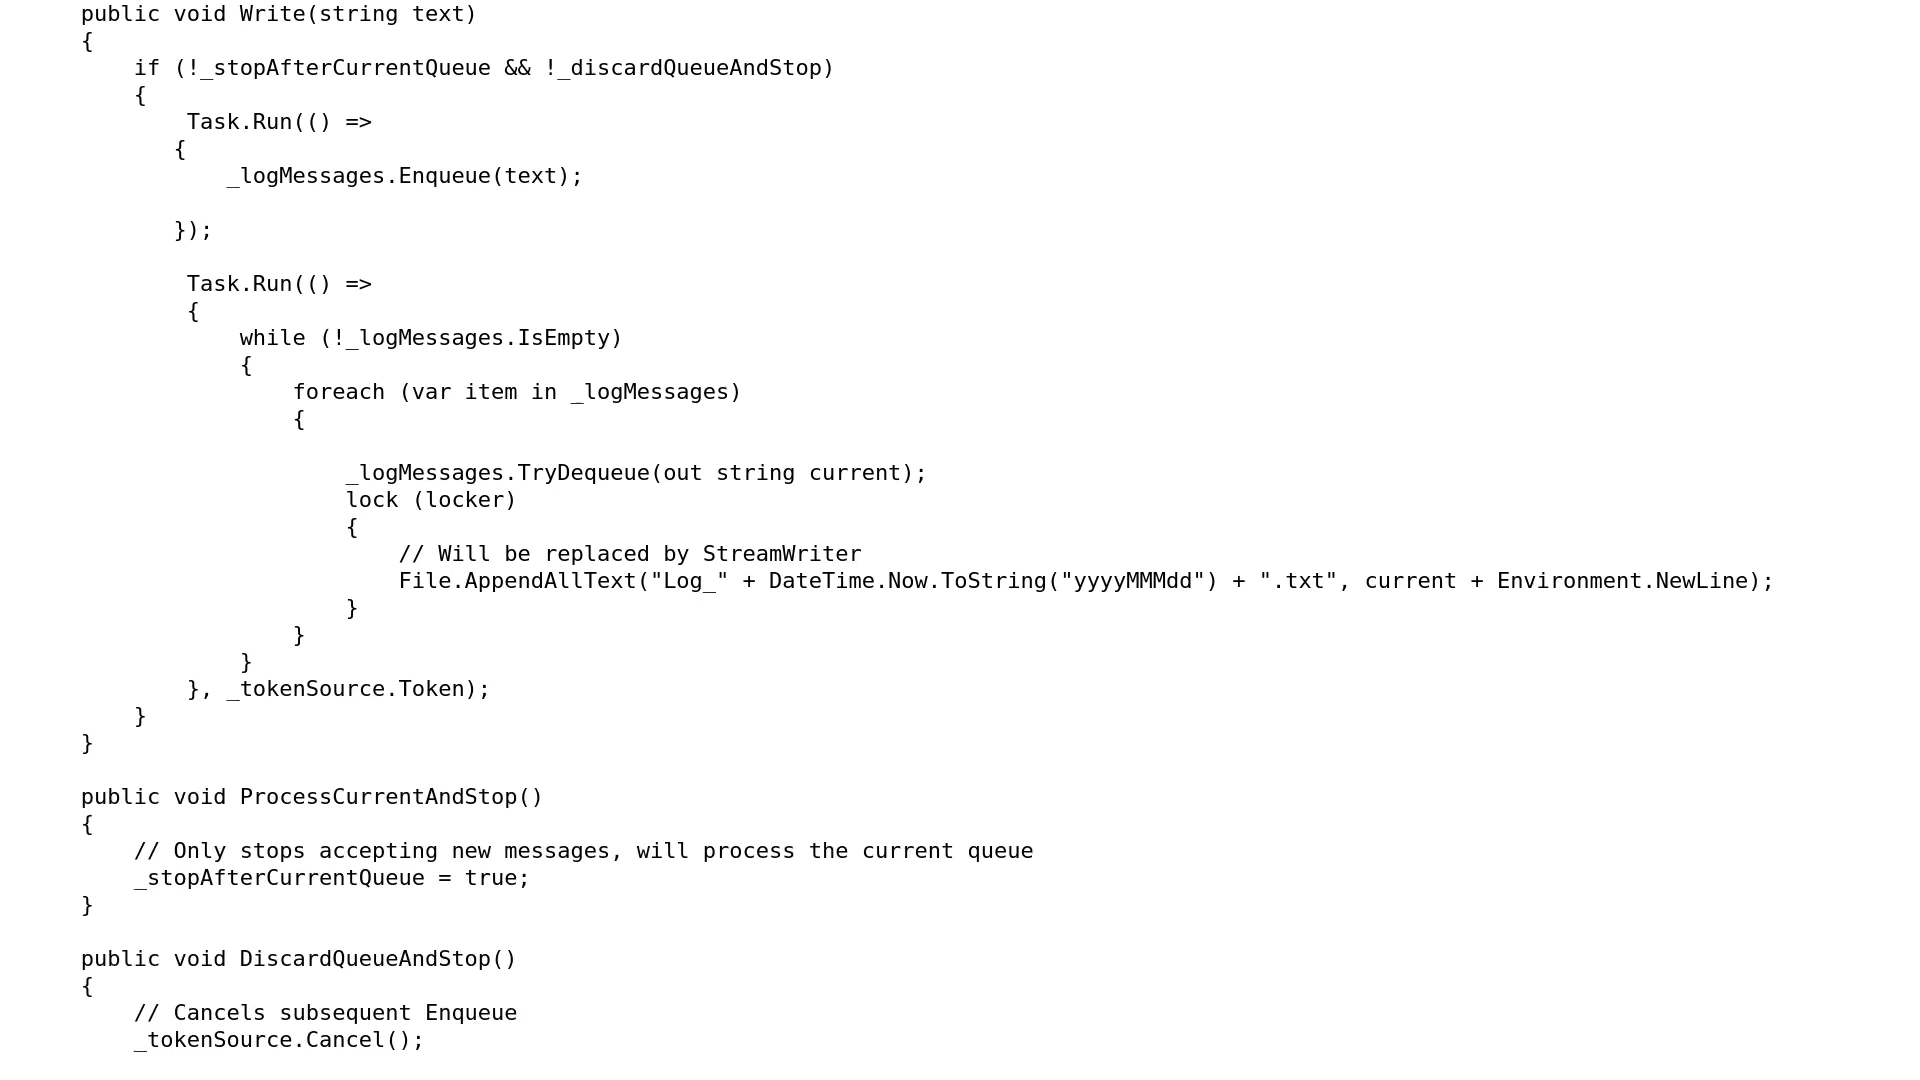 public void Write(string text)
{
    if (!_stopAfterCurrentQueue && !_discardQueueAndStop)
    {
        Task.Run(() =>
       {
           _logMessages.Enqueue(text);

       });

        Task.Run(() =>
        {
            while (!_logMessages.IsEmpty)
            {
                foreach (var item in _logMessages)
                {

                    _logMessages.TryDequeue(out string current);
                    lock (locker)
                    {
                        // Will be replaced by StreamWriter
                        File.AppendAllText("Log_" + DateTime.Now.ToString("yyyyMMMdd") + ".txt", current + Environment.NewLine);
                    }
                }
            }
        }, _tokenSource.Token);
    }
}

public void ProcessCurrentAndStop()
{
    // Only stops accepting new messages, will process the current queue
    _stopAfterCurrentQueue = true;
}

public void DiscardQueueAndStop()
{
    // Cancels subsequent Enqueue
    _tokenSource.Cancel();